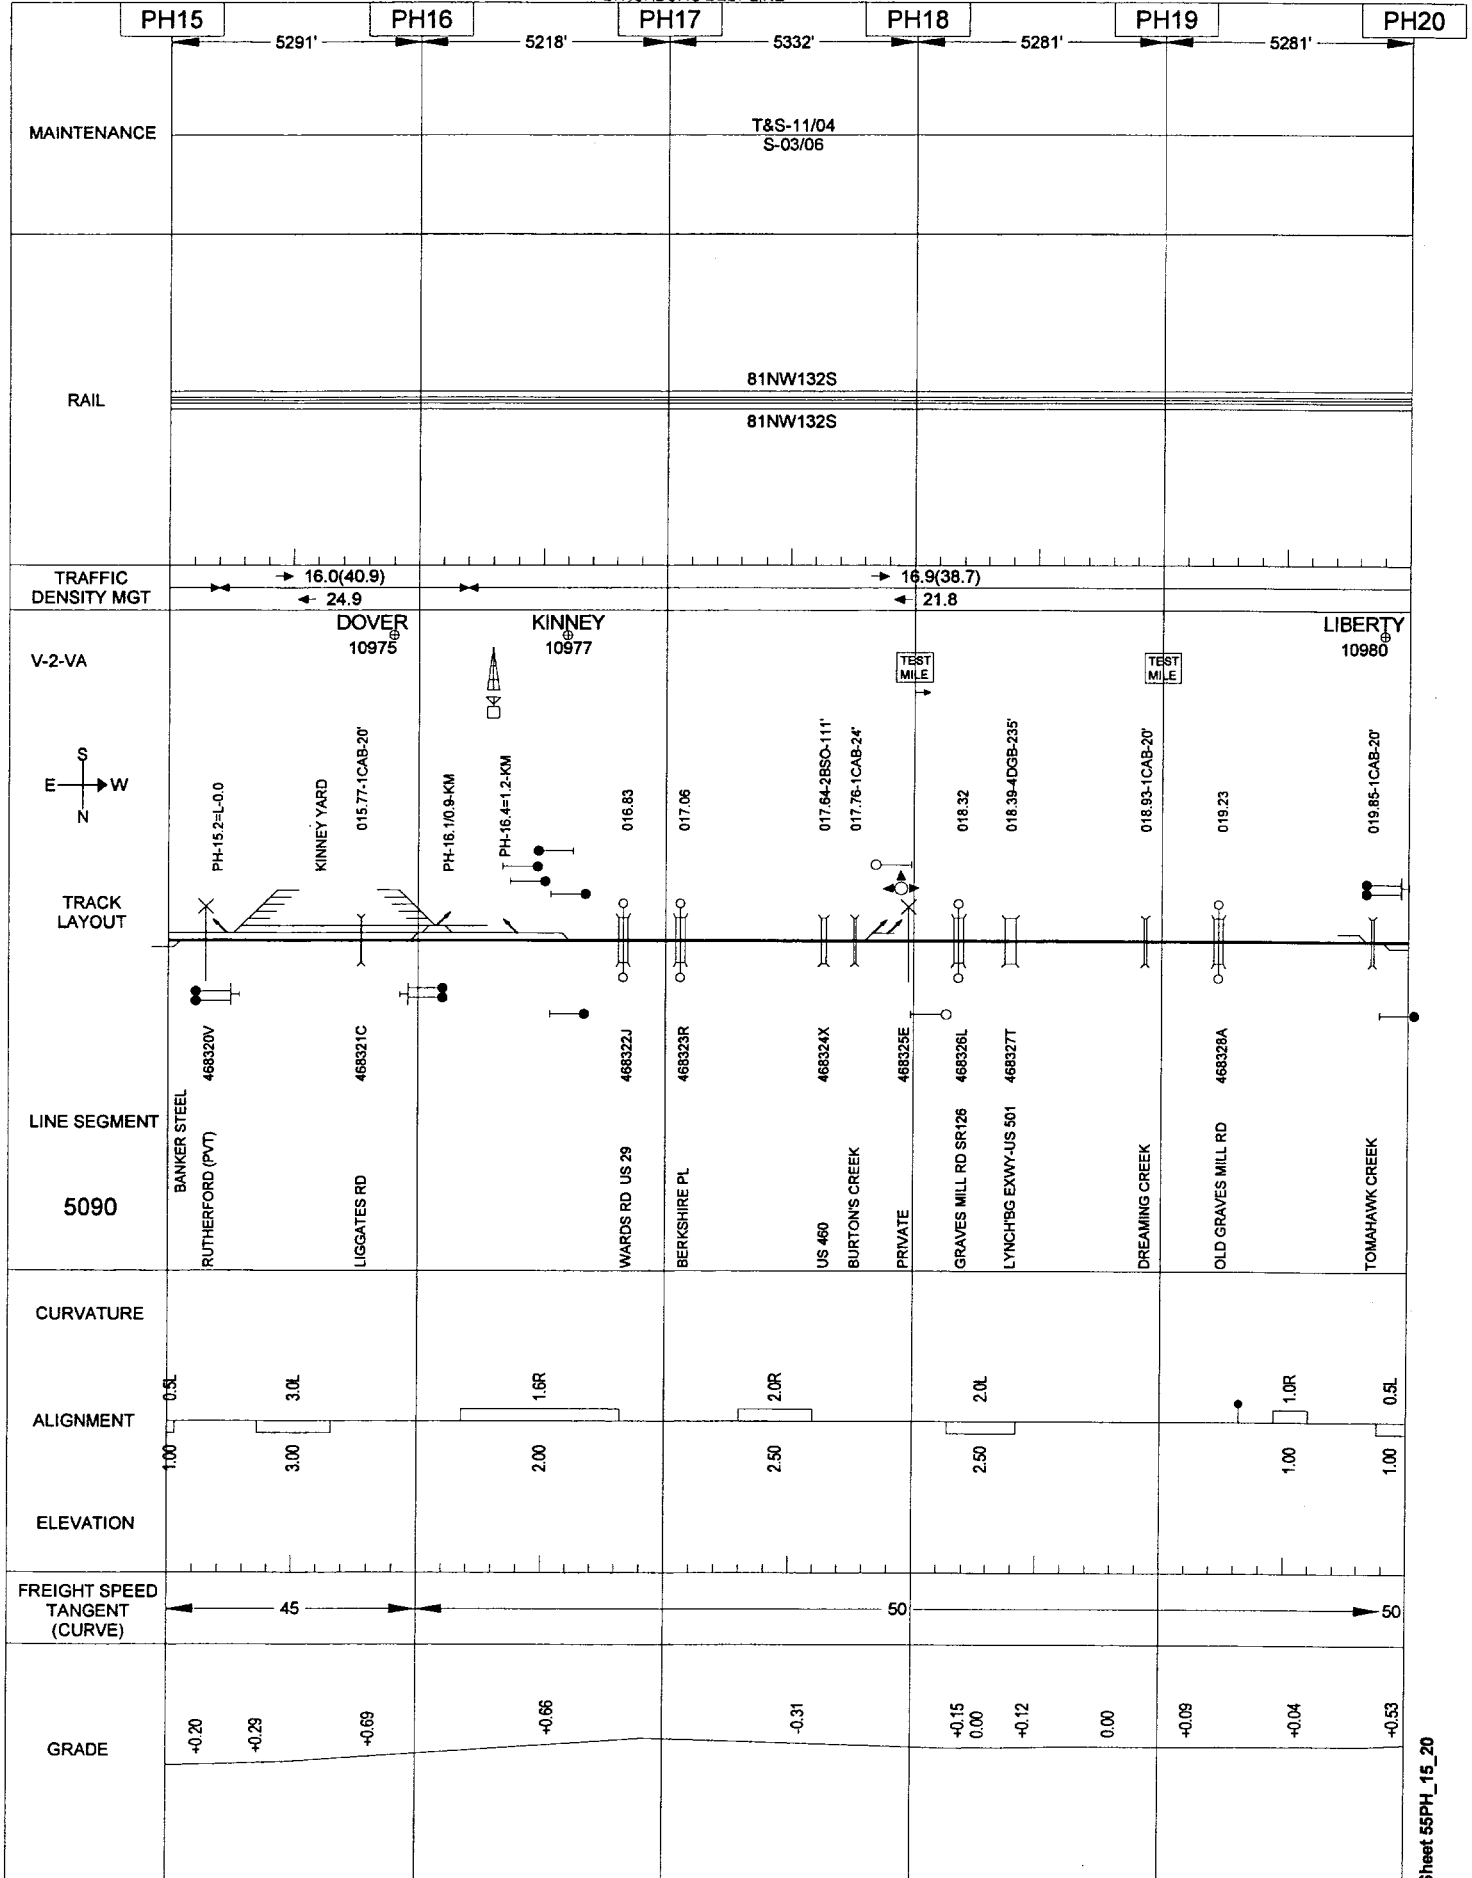 PH15 PH16 PH17 PH18 PH19 PH20
5291' 5218' 5332' 5281' 5281'
MAINTENANCE
T&S-11/04
S-03/06
RAIL
81NW132S
81NW132S
TRAFFIC
DENSITY MGT
16.0(40.9)
24.9
16.9(38.7)
21.8
V-2-VA
DOVER
10975
KINNEY
10977
LIBERTY
10980
TEST
MILE
TEST
MILE
S
E W
N
PH-15.2=L-0.0
KINNEY YARD
015.77-1CAB-20'
PH-16.1/0.9-KM
PH-16.4=1.2-KM
016.83
017.06
017.64-2BSO-111'
017.76-1CAB-24'
018.32
018.39-4DGB-235'
018.93-1CAB-20'
019.23
019.85-1CAB-20'
TRACK
LAYOUT
468320V
468321C
468322J
468323R
468324X
468325E
468326L
468327T
468328A
LINE SEGMENT
5090
BANKER STEEL
RUTHERFORD (PVT)
LIGGATES RD
WARDS RD US 29
BERKSHIRE PL
US 460
BURTON'S CREEK
PRIVATE
GRAVES MILL RD SR126
LYNCH'BG EXWY-US 501
DREAMING CREEK
OLD GRAVES MILL RD
TOMAHAWK CREEK
CURVATURE
0.5L 3.0L 1.6R 2.0R 2.0L 1.0R 0.5L
ALIGNMENT
1.00 3.00 2.00 2.50 2.50 1.00 1.00
ELEVATION
FREIGHT SPEED
TANGENT
(CURVE)
45 50 50
GRADE
+0.20 +0.29 +0.69 +0.66 -0.31 +0.15 0.00 +0.12 0.00 +0.09 +0.04 +0.53
Sheet 55PH_15_20